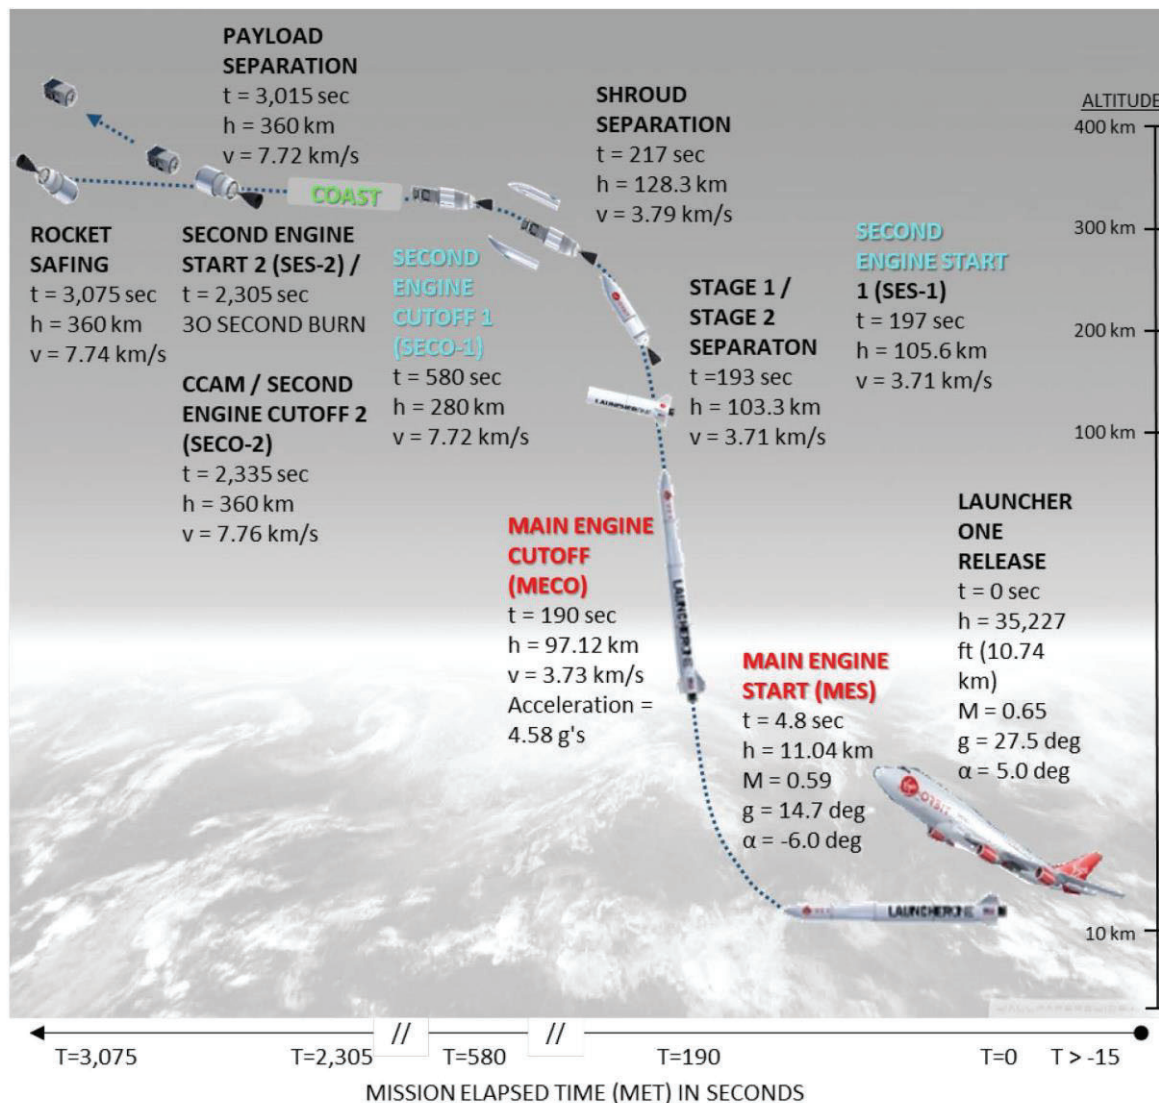 PAYLOAD
SEPARATION
t = 3,015 sec
h = 360 km
v = 7.72 km/s
SHROUD
SEPARATION
t = 217 sec
h = 128.3 km
v = 3.79 km/s
ALTITUDE
400 km
300 km
200 km
100 km
10 km
COAST
ROCKET
SAFING
t = 3,075 sec
h = 360 km
v = 7.74 km/s
SECOND ENGINE
START 2 (SES-2) /
t = 2,305 sec
3O SECOND BURN
CCAM / SECOND
ENGINE CUTOFF 2
(SECO-2)
t = 2,335 sec
h = 360 km
v = 7.76 km/s
SECOND
ENGINE
CUTOFF 1
(SECO-1)
t = 580 sec
h = 280 km
v = 7.72 km/s
STAGE 1 /
STAGE 2
SEPARATON
t =193 sec
h = 103.3 km
v = 3.71 km/s
SECOND
ENGINE START
1 (SES-1)
t = 197 sec
h = 105.6 km
v = 3.71 km/s
LAUNCHERONE
LAUNCHERONE
MAIN ENGINE
CUTOFF
(MECO)
t = 190 sec
h = 97.12 km
v = 3.73 km/s
Acceleration =
4.58 g's
MAIN ENGINE
START (MES)
t = 4.8 sec
h = 11.04 km
M = 0.59
g = 14.7 deg
α = -6.0 deg
LAUNCHER
ONE
RELEASE
t = 0 sec
h = 35,227
ft (10.74
km)
M = 0.65
g = 27.5 deg
α = 5.0 deg
LAUNCHERONE
// //
T=3,075 T=2,305 T=580 T=190 T=0 T > -15
MISSION ELAPSED TIME (MET) IN SECONDS